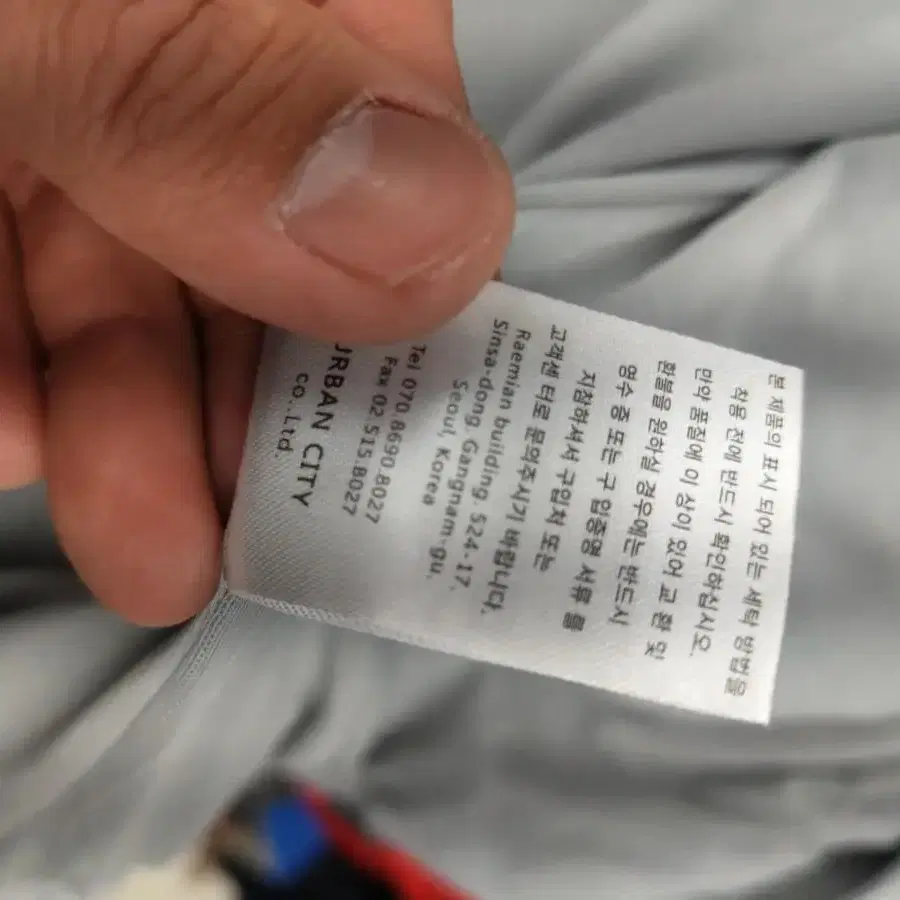 본 제품의 표시 되어 있는 세탁 방법을
착용 전에 반드시 확인하십시오.
만약 품질에 이 상이 있어 교 환 및
환불을 원하실 경우에는 반드시
영수 증 또는 구 입증명 서류 를
지참하셔서 구입처 또는
고객센 터로 문의주시기 바랍니다.
Raemian building 524-17.
Sinsa-dong, Gangnam-gu,
Seoul, Korea
Tel 070.8690.8027
Fax 02.515.8027
URBAN CITY
co.,Ltd.